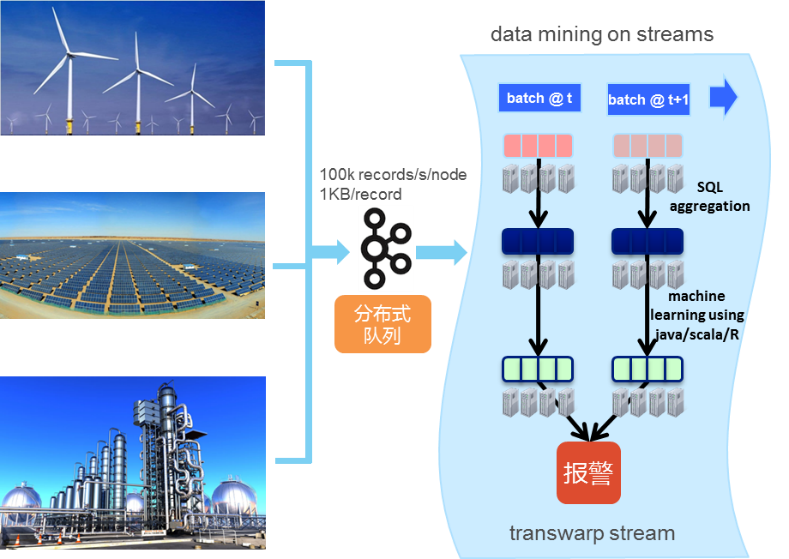 data mining on streams
batch @ t
batch @ t+1
100k records/s/node
1KB/record
SQL
aggregation
分布式
队列
machine
learning using
java/scala/R
报警
transwarp stream